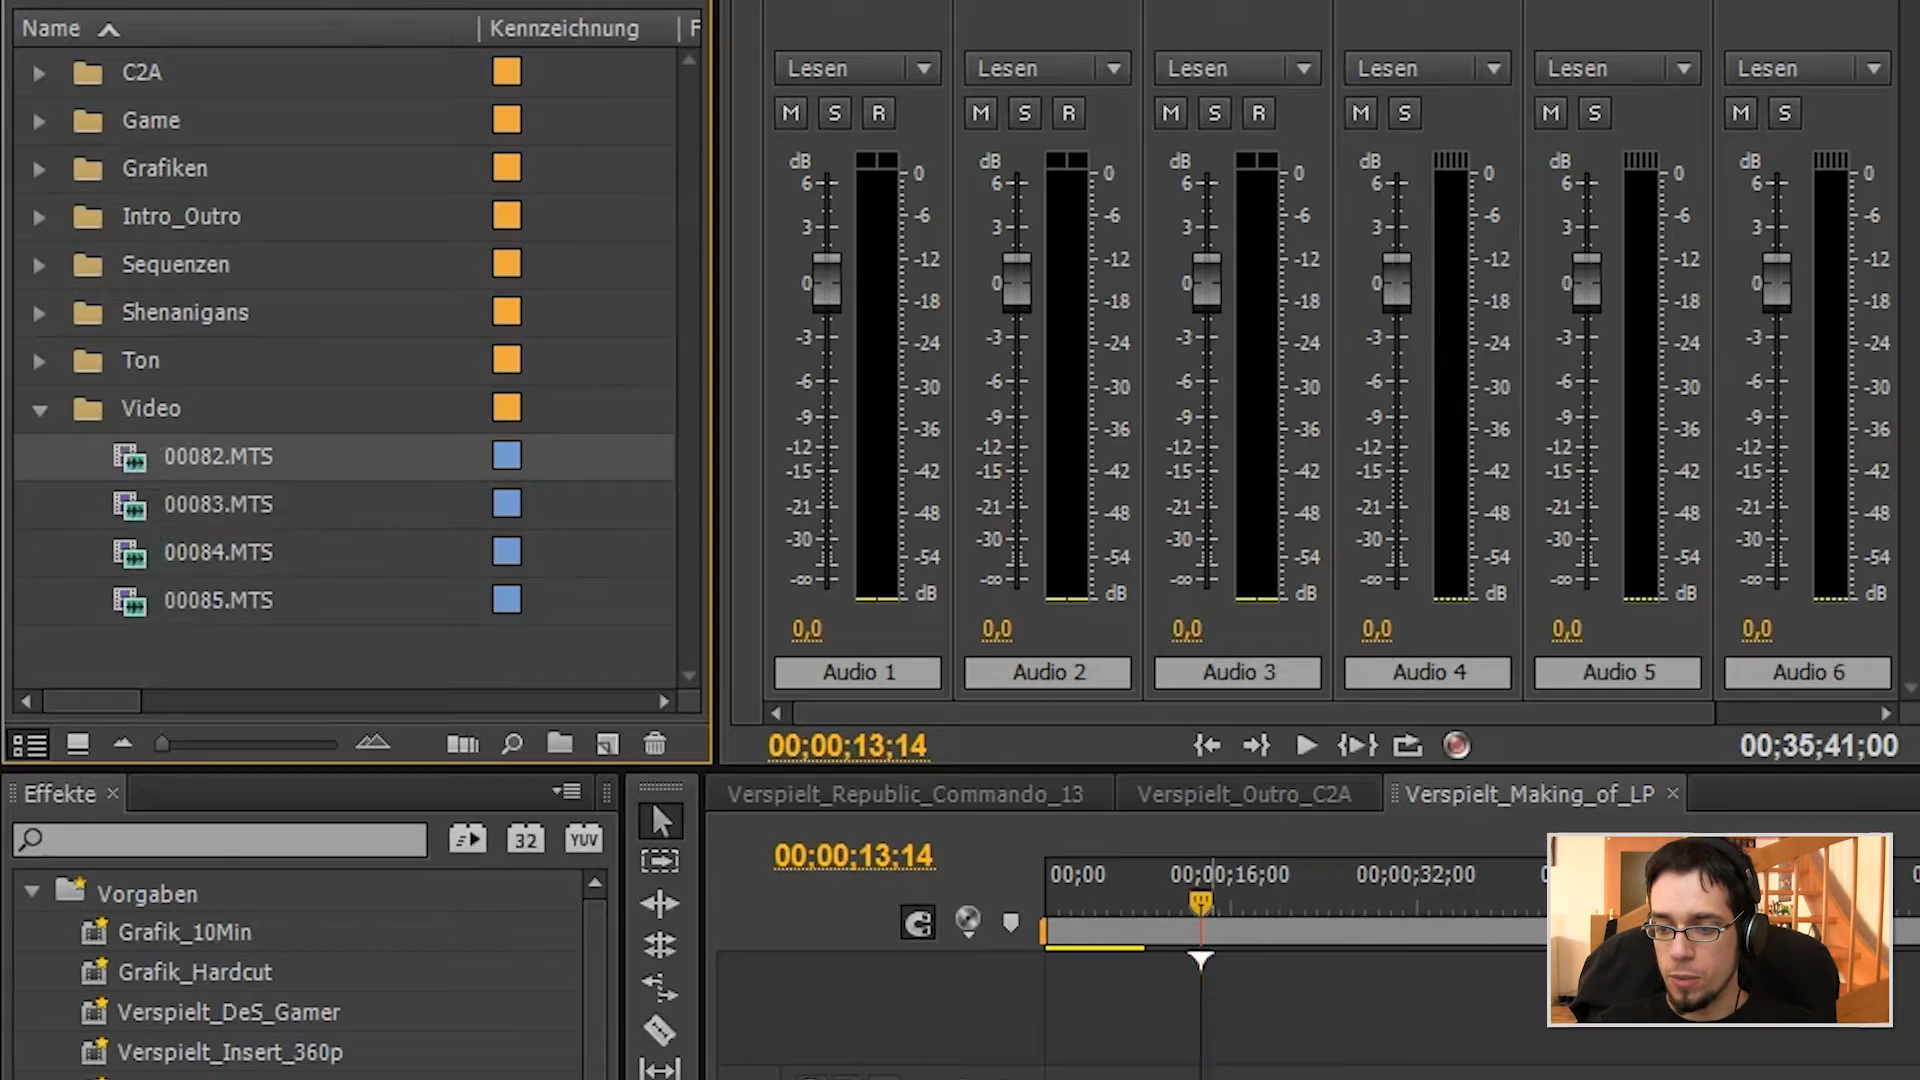 Name
Kennzeichnung
F
C2A
Game
Grafiken
Intro_Outro
Sequenzen
Shenanigans
Ton
Video
00082.MTS
00083.MTS
00084.MTS
00085.MTS
Lesen Lesen Lesen Lesen Lesen Lesen
M S R M S R M S R M S M S M S
dB dB dB dB dB dB
6 0 6 0 6 0 6 0 6 0 6 0
3 -6 3 -6 3 -6 3 -6 3 -6 3 -6
-12 -12 -12 -12 -12 -12
0 -18 0 -18 0 -18 0 -18 0 -18 0 -18
-3 -24 -3 -24 -3 -24 -3 -24 -3 -24 -3 -24
-6 -30 -6 -30 -6 -30 -6 -30 -6 -30 -6 -30
-9 -36 -9 -36 -9 -36 -9 -36 -9 -36 -9 -36
-12 -12 -12 -12 -12 -12
-15 -42 -15 -42 -15 -42 -15 -42 -15 -42 -15 -42
-21 -48 -21 -48 -21 -48 -21 -48 -21 -48 -21 -48
-30 -54 -30 -54 -30 -54 -30 -54 -30 -54 -30 -54
-∞ dB -∞ dB -∞ dB -∞ dB -∞ dB -∞ dB
0,0 0,0 0,0 0,0 0,0 0,0
Audio 1 Audio 2 Audio 3 Audio 4 Audio 5 Audio 6
00;00;13;14
00;35;41;00
Effekte
32 YUV
Vorgaben
Grafik_10Min
Grafik_Hardcut
Verspielt_DeS_Gamer
Verspielt_Insert_360p
Verspielt_Republic_Commando_13 Verspielt_Outro_C2A Verspielt_Making_of_LP
00;00;13;14
00;00 00;00;16;00 00;00;32;00